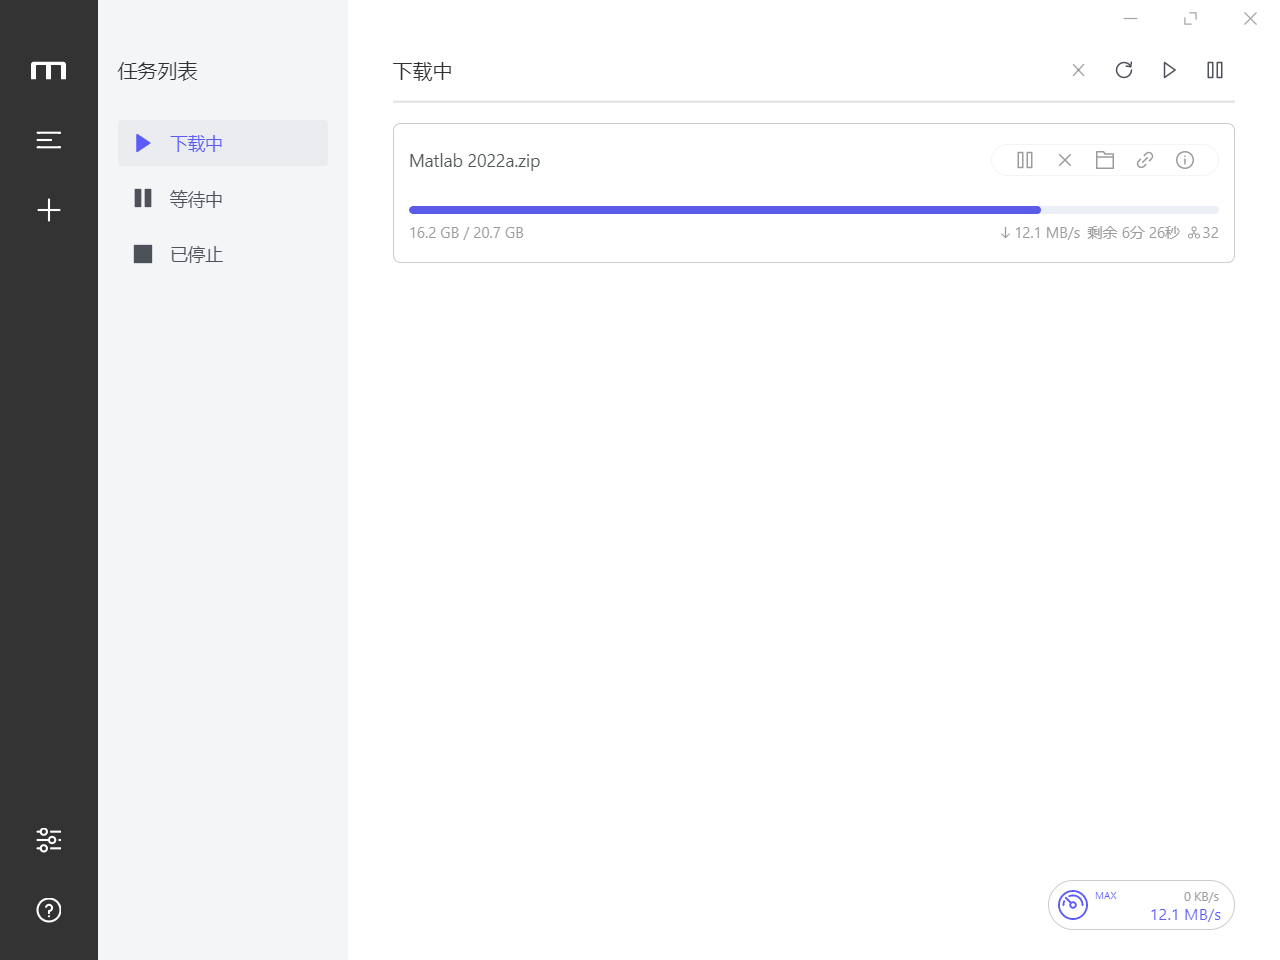 任务列表
下载中
等待中
已停止
下载中
Matlab 2022a.zip
16.2 GB / 20.7 GB
12.1 MB/s 剩余 6分 26秒 32
MAX
0 KB/s
12.1 MB/s